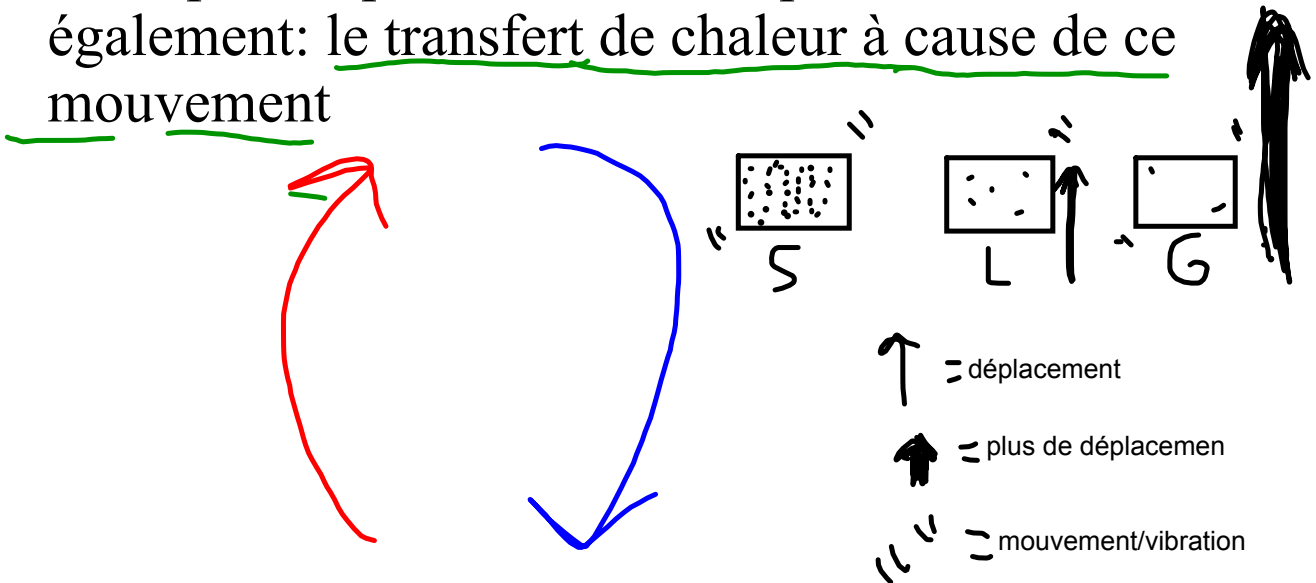 également: le transfert de chaleur à cause de ce
mouvement
S L G
= déplacement
= plus de déplacemen
= mouvement/vibration